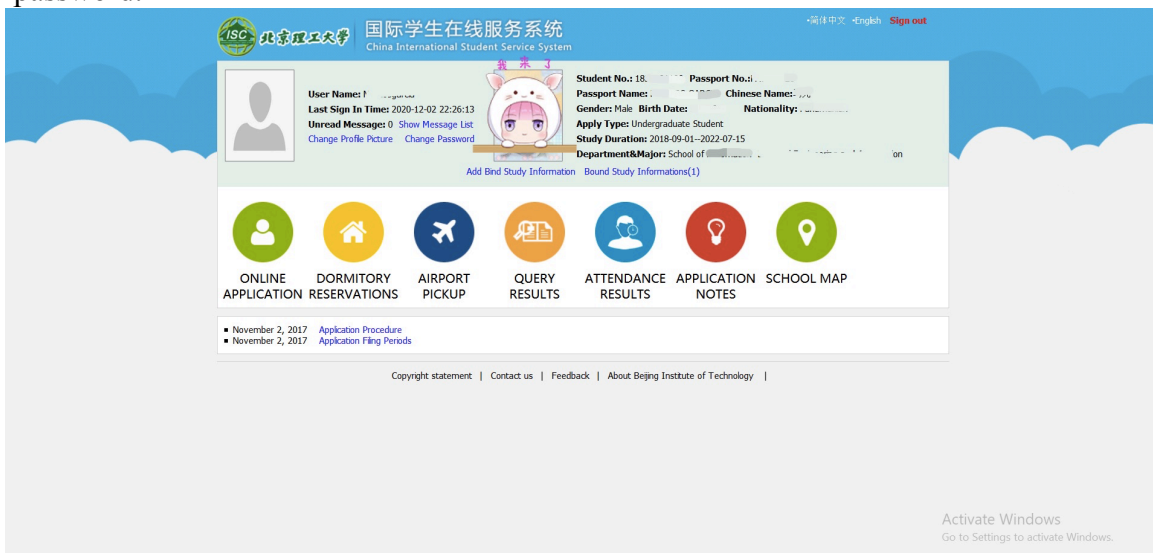 password.
ISC 北京理工大学 国际学生在线服务系统
China International Student Service System
•简体中文 •English Sign out
我来了
User Name:
Last Sign In Time: 2020-12-02 22:26:13
Unread Message: 0 Show Message List
Change Profile Picture Change Password
Student No.: 18. Passport No.:
Passport Name: Chinese Name:
Gender: Male Birth Date: Nationality:
Apply Type: Undergraduate Student
Study Duration: 2018-09-01--2022-07-15
Department&Major: School of on
Add Bind Study Information Bound Study Informations(1)
ONLINE APPLICATION
DORMITORY RESERVATIONS
AIRPORT PICKUP
QUERY RESULTS
ATTENDANCE RESULTS
APPLICATION NOTES
SCHOOL MAP
November 2, 2017 Application Procedure
November 2, 2017 Application Filing Periods
Copyright statement | Contact us | Feedback | About Beijing Institute of Technology |
Activate Windows
Go to Settings to activate Windows.